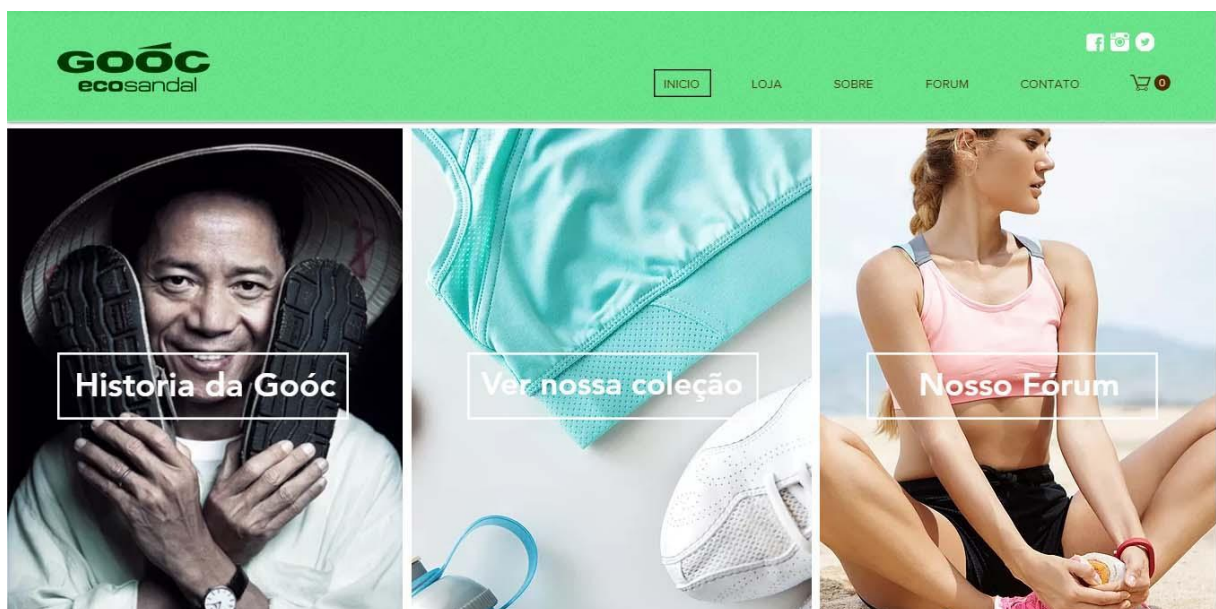 GOÓC
ecosandal
INICIO
LOJA
SOBRE
FORUM
CONTATO
0
Historia da Goóc
Ver nossa coleção
Nosso Fórum